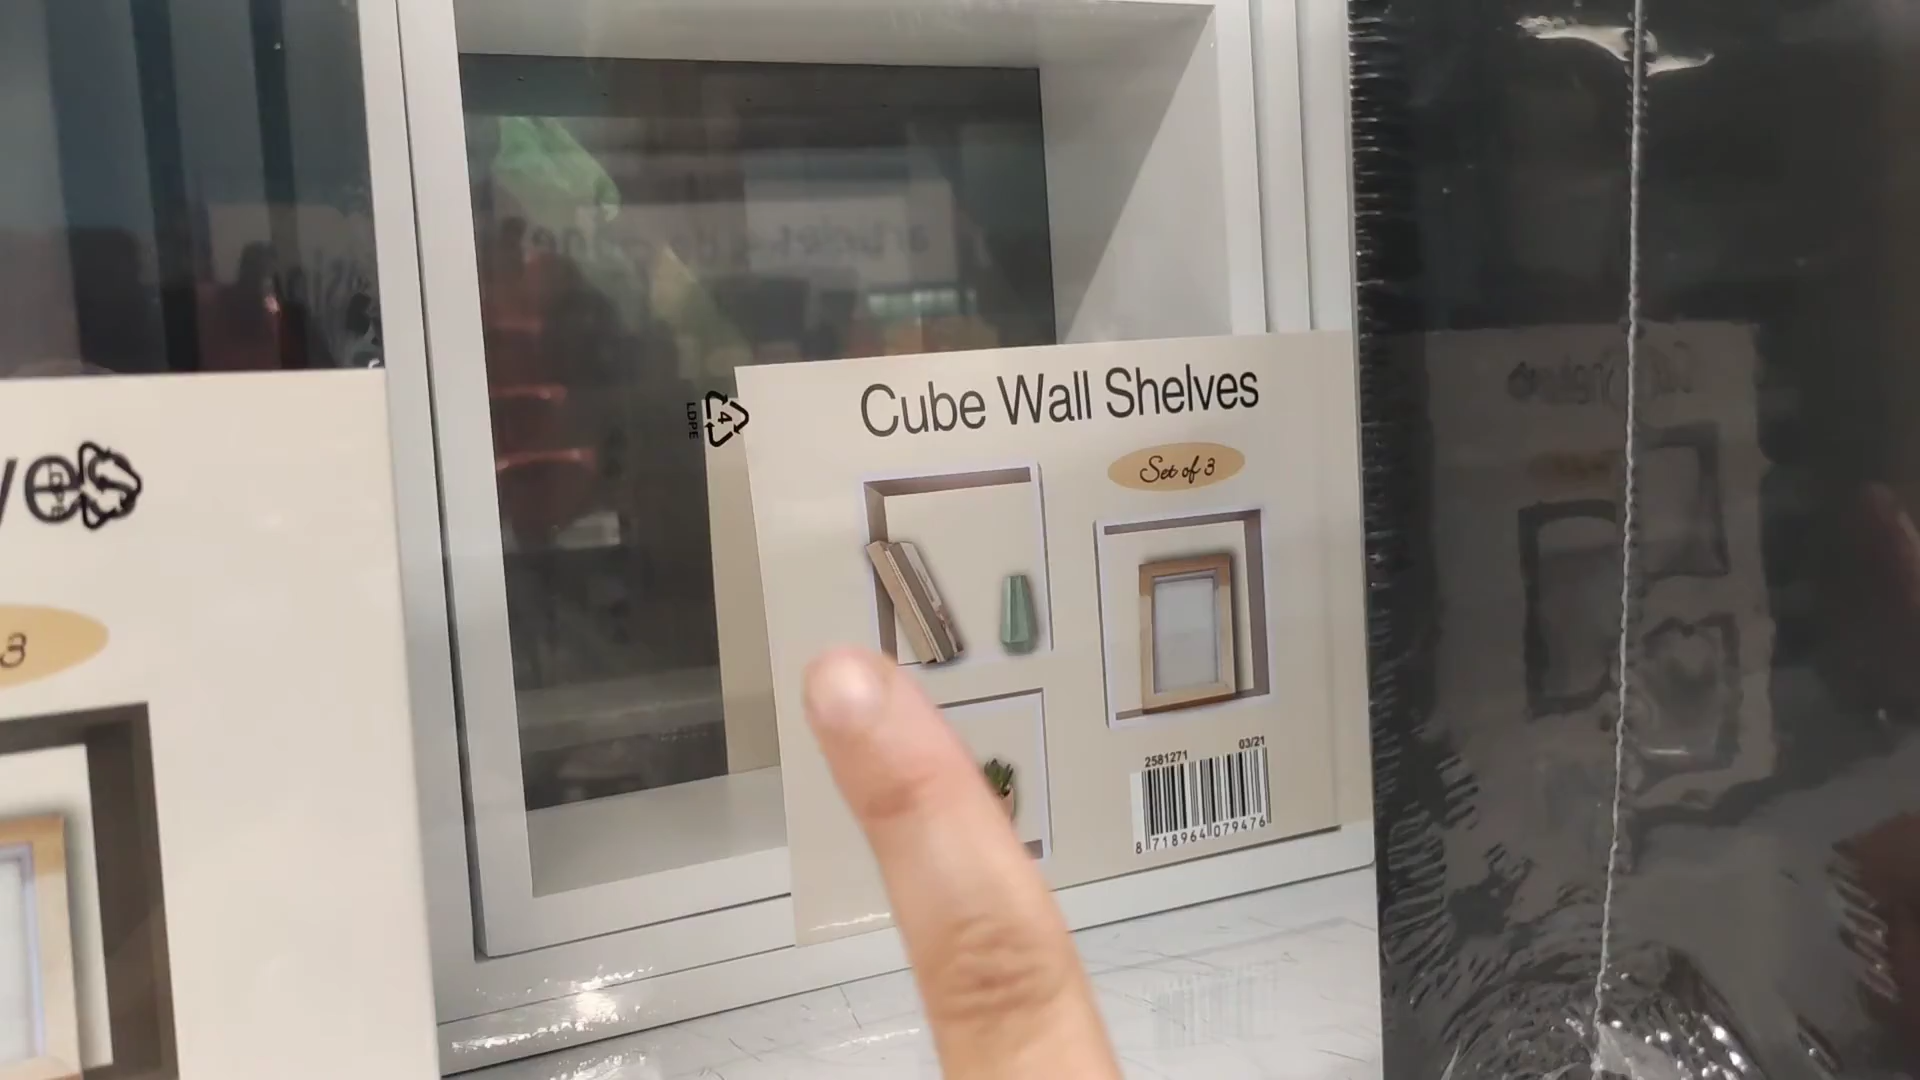 Cube Wall Shelves
Set of 3
4
LDPE
ves
3
2581271
03/21
8 718964 079476